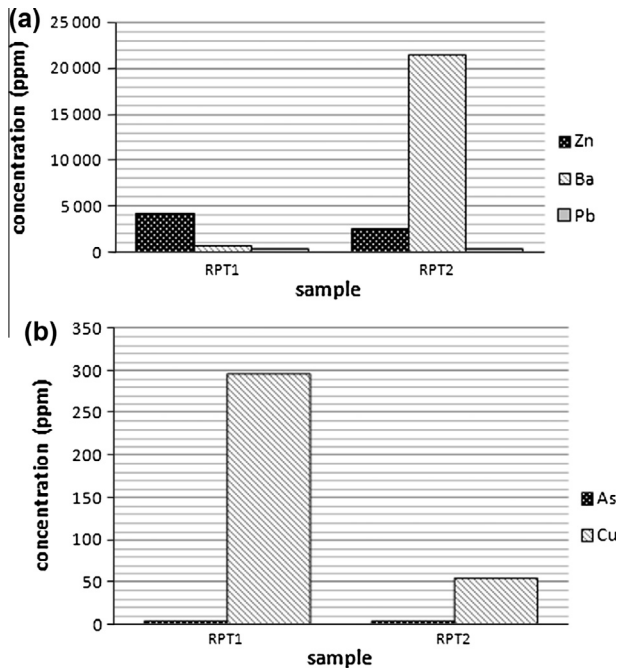 (a)
concentration (ppm)
25 000
20 000
15 000
10 000
5 000
0
RPT1
RPT2
sample
Zn
Ba
Pb
(b)
concentration (ppm)
350
300
250
200
150
100
50
0
RPT1
RPT2
sample
As
Cu